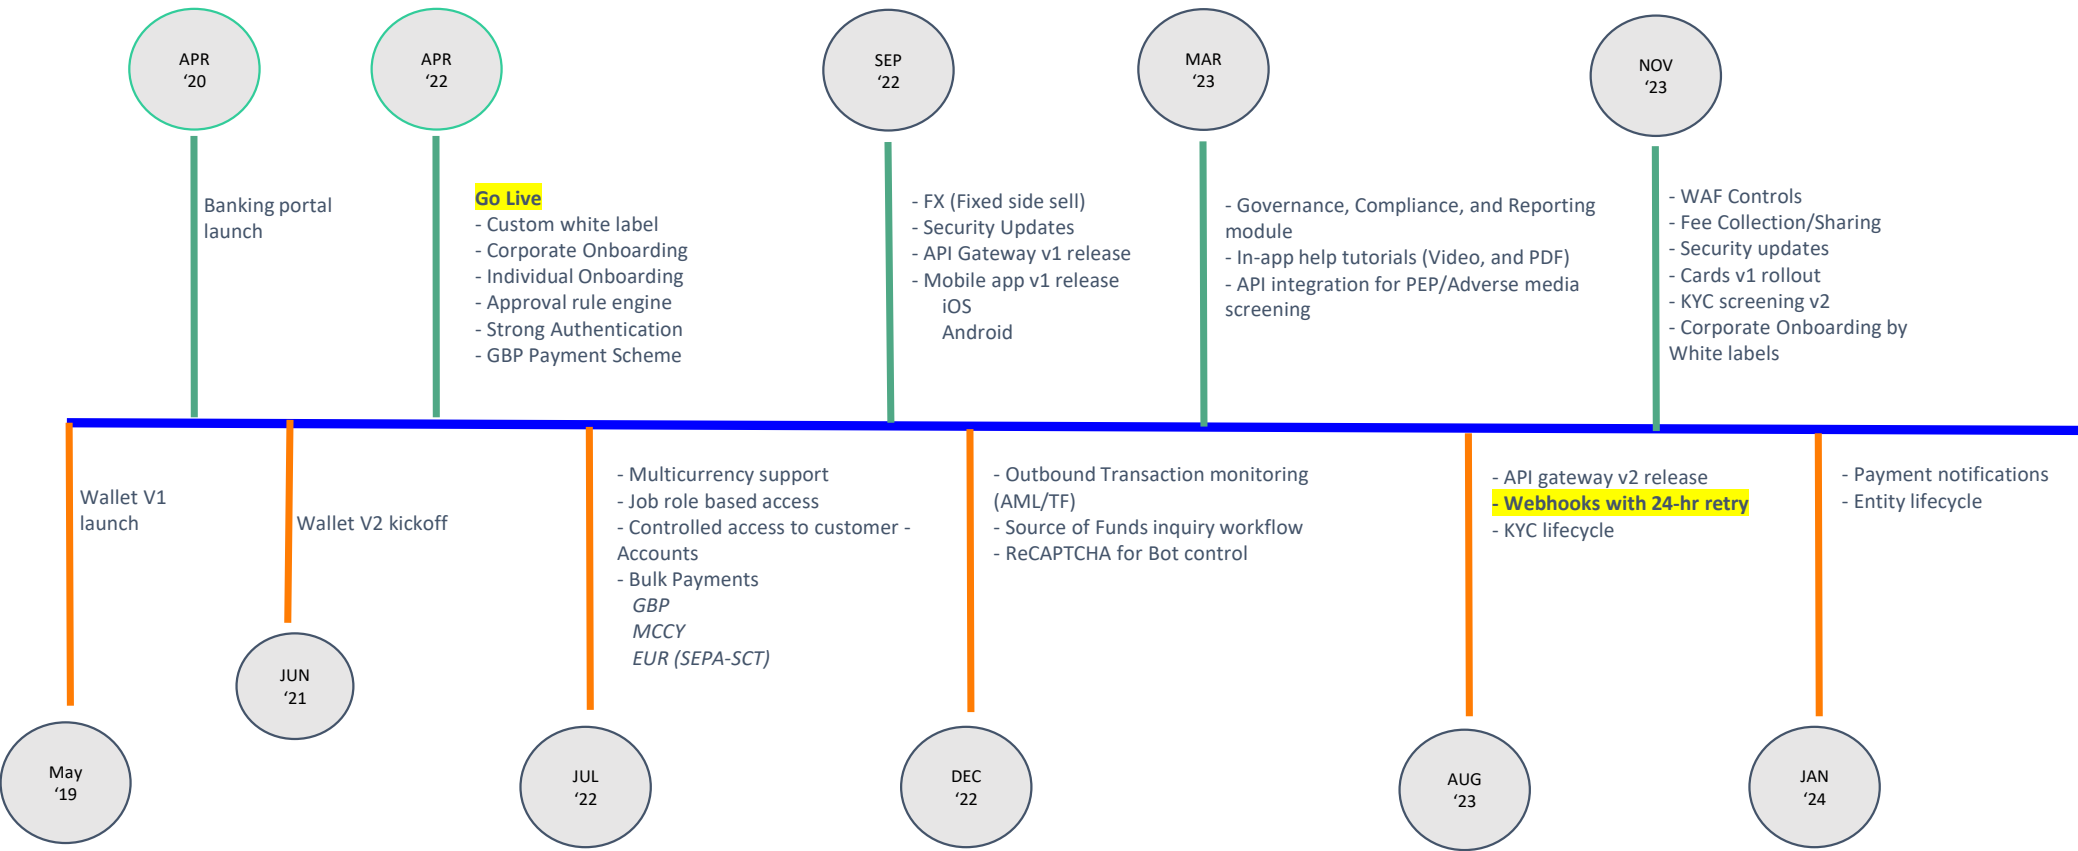 APR
‘20
APR
‘22
SEP
‘22
MAR
‘23
NOV
‘23
Banking portal
launch
Go Live
- Custom white label
- Corporate Onboarding
- Individual Onboarding
- Approval rule engine
- Strong Authentication
- GBP Payment Scheme
- FX (Fixed side sell)
- Security Updates
- API Gateway v1 release
- Mobile app v1 release
iOS
Android
- Governance, Compliance, and Reporting
module
- In-app help tutorials (Video, and PDF)
- API integration for PEP/Adverse media
screening
- WAF Controls
- Fee Collection/Sharing
- Security updates
- Cards v1 rollout
- KYC screening v2
- Corporate Onboarding by
White labels
Wallet V1
launch
Wallet V2 kickoff
- Multicurrency support
- Job role based access
- Controlled access to customer -
Accounts
- Bulk Payments
GBP
MCCY
EUR (SEPA-SCT)
- Outbound Transaction monitoring
(AML/TF)
- Source of Funds inquiry workflow
- ReCAPTCHA for Bot control
- API gateway v2 release
- Webhooks with 24-hr retry
- KYC lifecycle
- Payment notifications
- Entity lifecycle
May
‘19
JUN
‘21
JUL
‘22
DEC
‘22
AUG
‘23
JAN
‘24